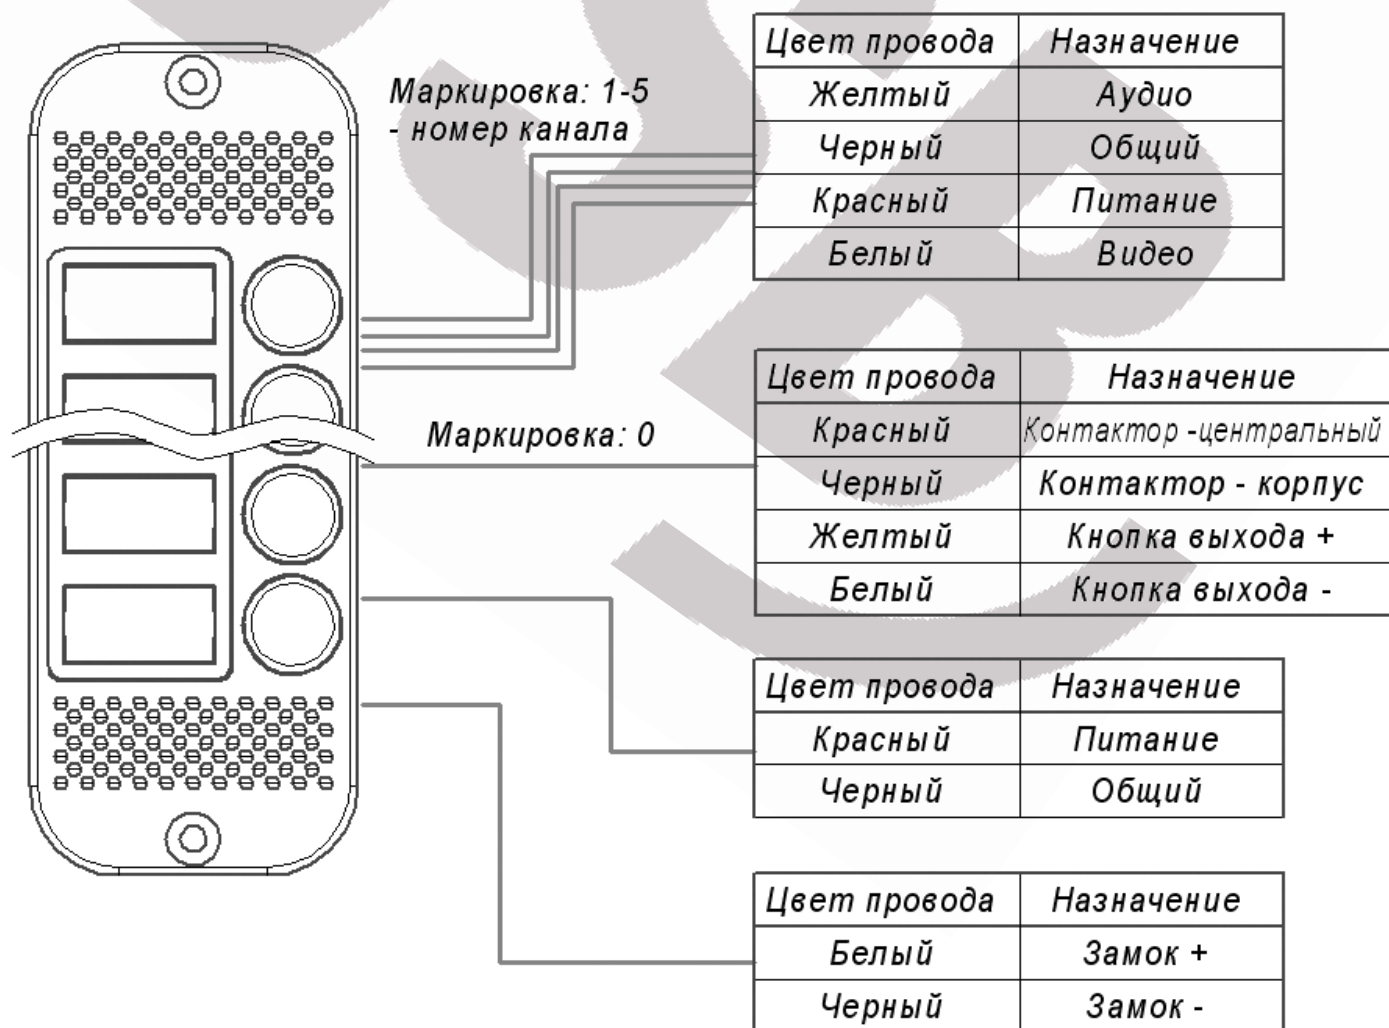 Маркировка: 1-5
- номер канала
Цвет провода Назначение
Желтый Аудио
Черный Общий
Красный Питание
Белый Видео
Маркировка: 0
Цвет провода Назначение
Красный Контактор -центральный
Черный Контактор - корпус
Желтый Кнопка выхода +
Белый Кнопка выхода -
Цвет провода Назначение
Красный Питание
Черный Общий
Цвет провода Назначение
Белый Замок +
Черный Замок -